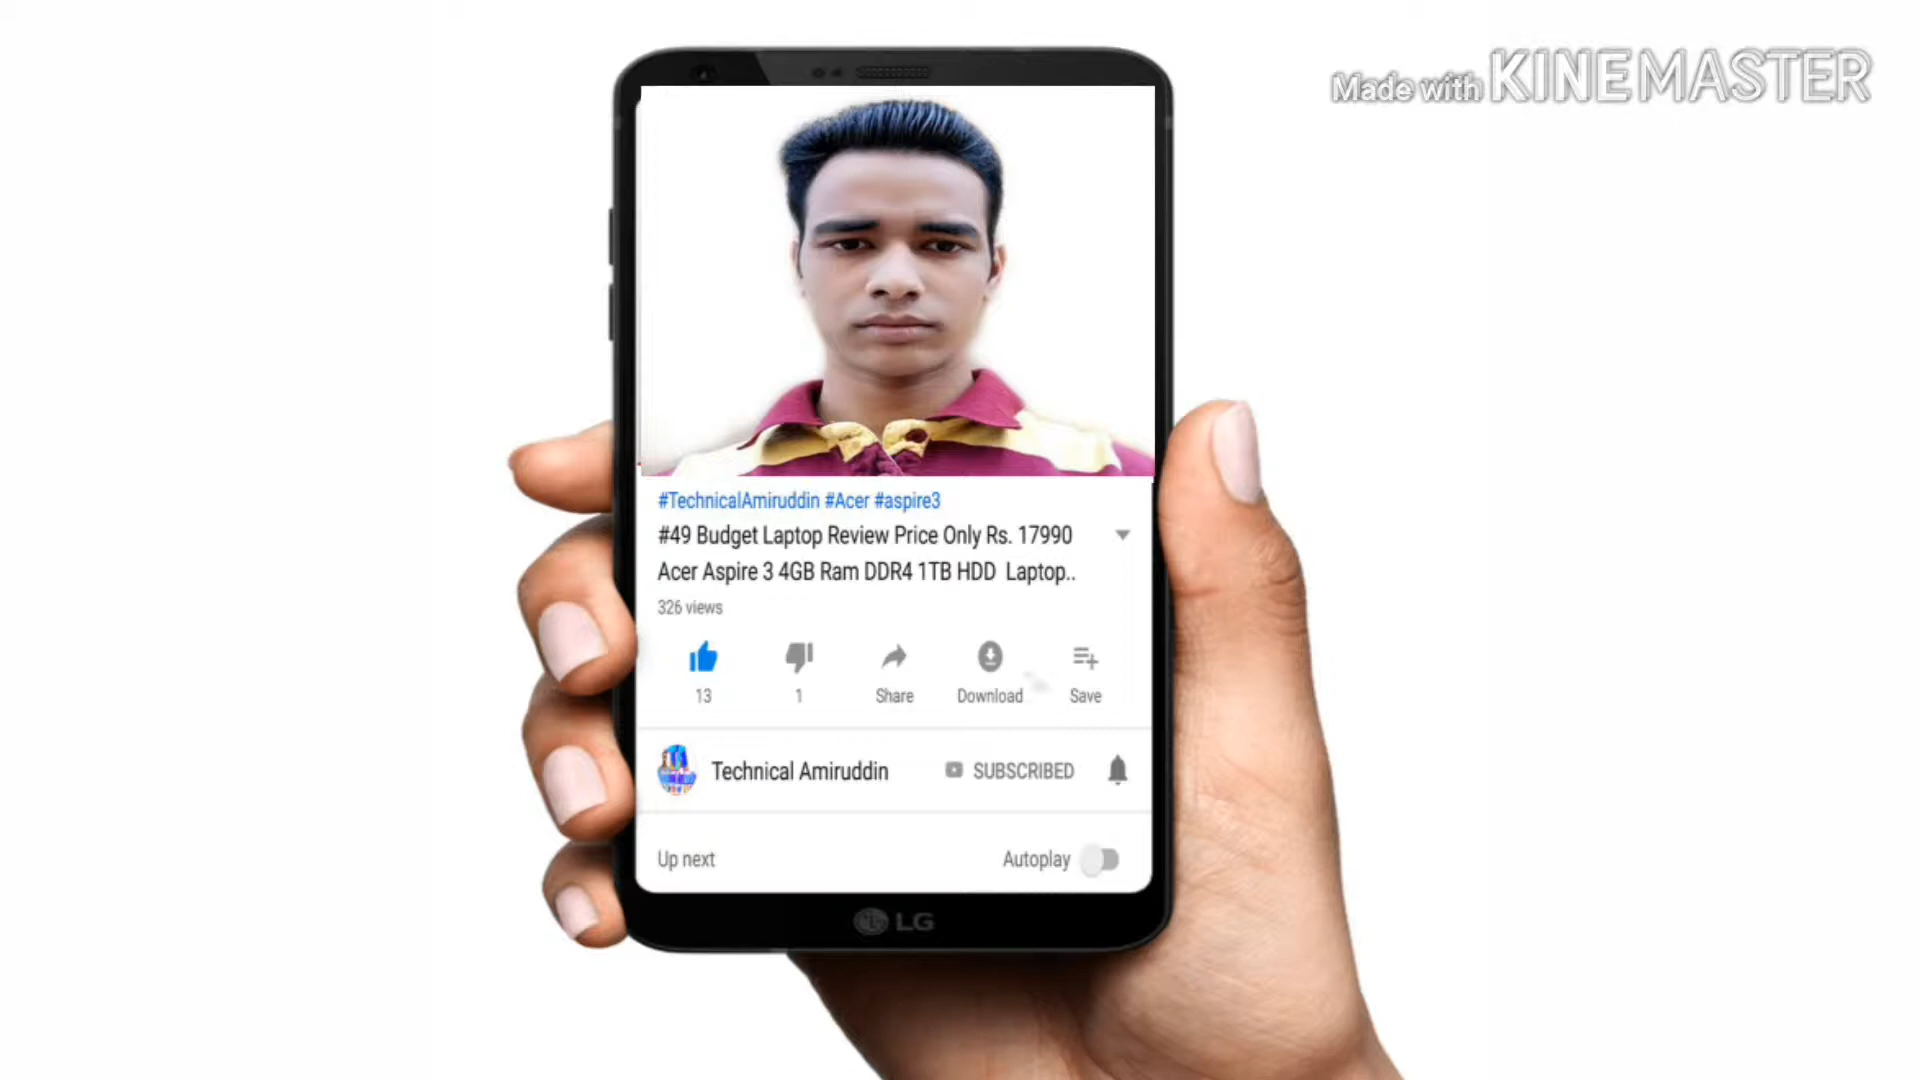 Made with KINEMASTER
#TechnicalAmiruddin #Acer #aspire3
#49 Budget Laptop Review Price Only Rs. 17990
Acer Aspire 3 4GB Ram DDR4 1TB HDD Laptop..
326 views
13
1
Share
Download
Save
Technical Amiruddin
SUBSCRIBED
Up next
Autoplay
LG